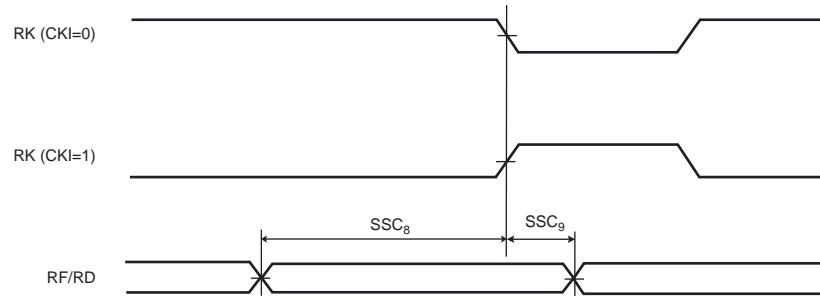 RK (CKI=0)
RK (CKI=1)
SSC₈
SSC₉
RF/RD